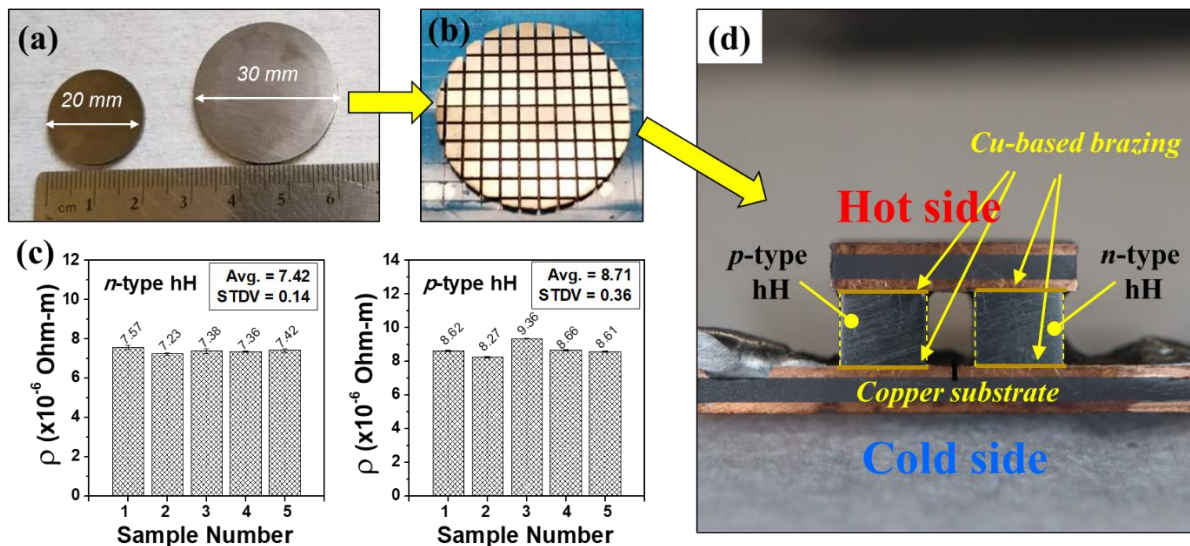 (a)
20 mm
30 mm
cm 1 2 3 4 5 6
(b)
(c)
n-type hH
Avg. = 7.42
STDV = 0.14
7.57 7.23 7.38 7.36 7.42
12
10
8
6
4
2
0
ρ (x10⁻⁶ Ohm-m)
1 2 3 4 5
Sample Number
p-type hH
Avg. = 8.71
STDV = 0.36
8.62 8.27 9.36 8.66 8.61
14
12
10
8
6
4
2
0
ρ (x10⁻⁶ Ohm-m)
1 2 3 4 5
Sample Number
(d)
Cu-based brazing
Hot side
p-type
hH
n-type
hH
Copper substrate
Cold side